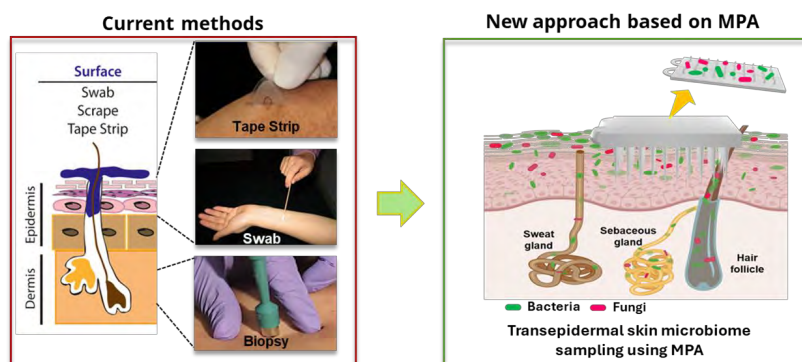 Current methods
Surface
Swab
Scrape
Tape Strip
Epidermis
Dermis
Tape Strip
Swab
Biopsy
New approach based on MPA
Sweat
gland
Sebaceous
gland
Hair
follicle
Bacteria
Fungi
Transepidermal skin microbiome
sampling using MPA